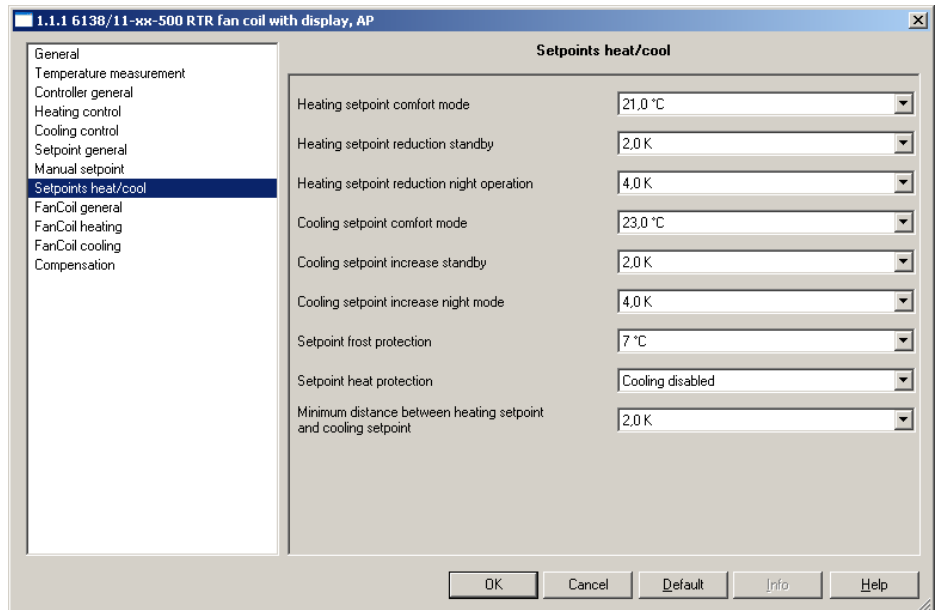 1.1.1 6138/11-xx-500 RTR fan coil with display, AP
General
Temperature measurement
Controller general
Heating control
Cooling control
Setpoint general
Manual setpoint
Setpoints heat/cool
FanCoil general
FanCoil heating
FanCoil cooling
Compensation
Setpoints heat/cool
Heating setpoint comfort mode 21,0 °C
Heating setpoint reduction standby 2,0 K
Heating setpoint reduction night operation 4,0 K
Cooling setpoint comfort mode 23,0 °C
Cooling setpoint increase standby 2,0 K
Cooling setpoint increase night mode 4,0 K
Setpoint frost protection 7 °C
Setpoint heat protection Cooling disabled
Minimum distance between heating setpoint
and cooling setpoint 2,0 K
OK Cancel Default Info Help